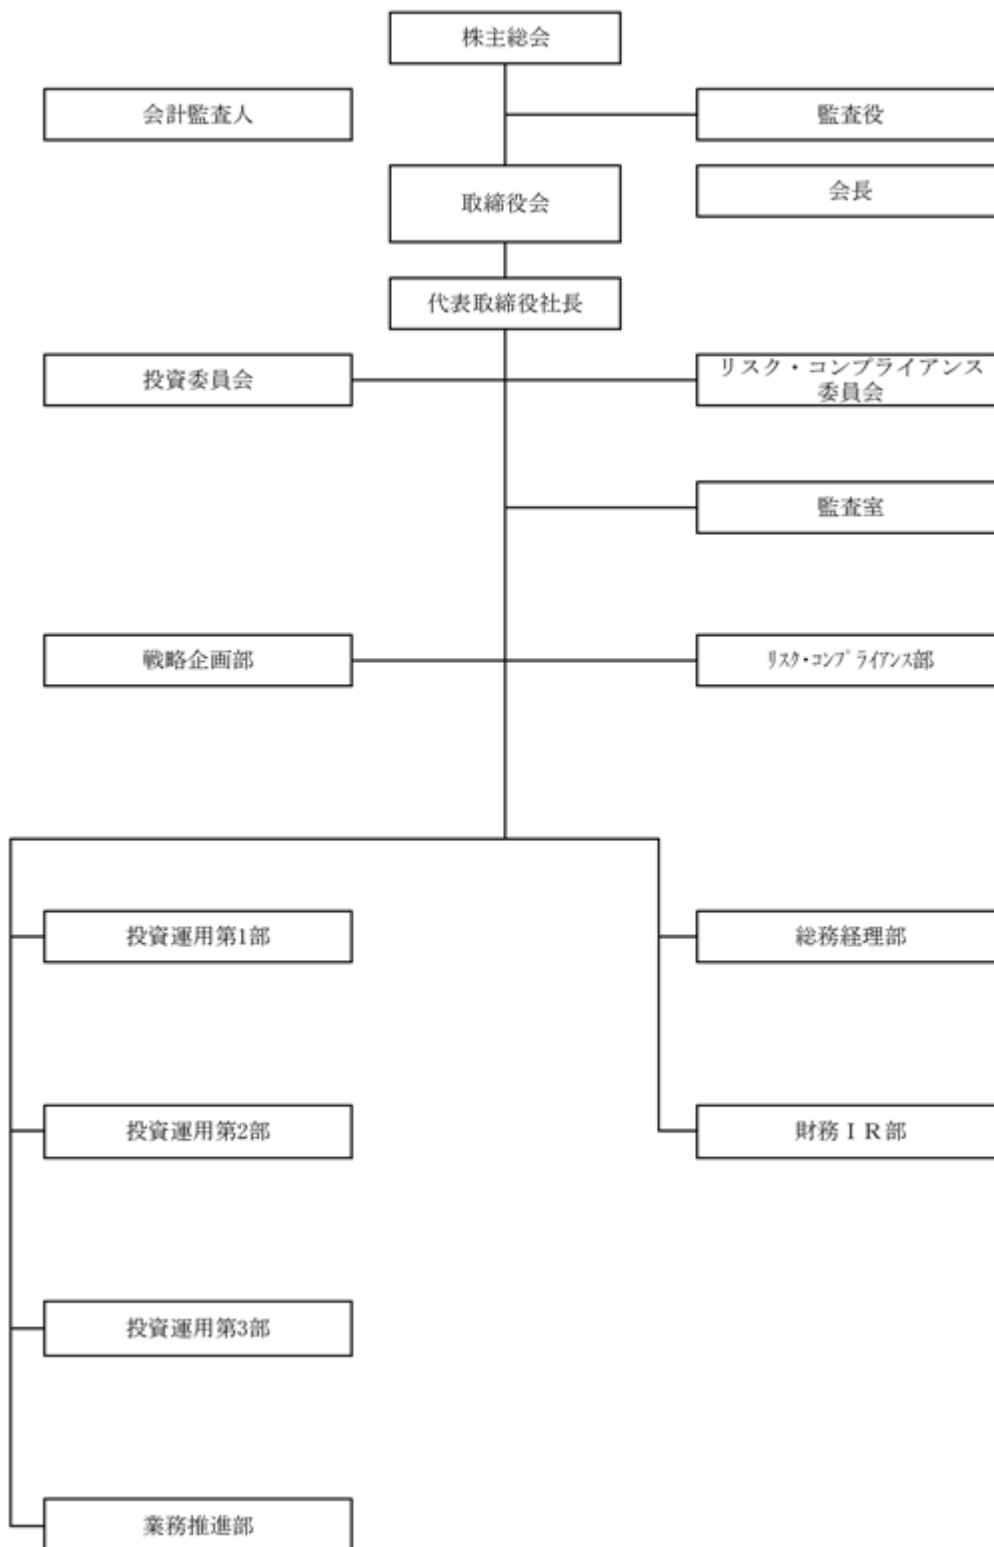 株主総会
会計監査人
監査役
取締役会
会長
代表取締役社長
投資委員会
リスク・コンプライアンス
委員会
監査室
戦略企画部
ﾘｽｸ・ｺﾝﾌﾟﾗｲｱﾝｽ部
投資運用第1部
総務経理部
投資運用第2部
財務ＩＲ部
投資運用第3部
業務推進部